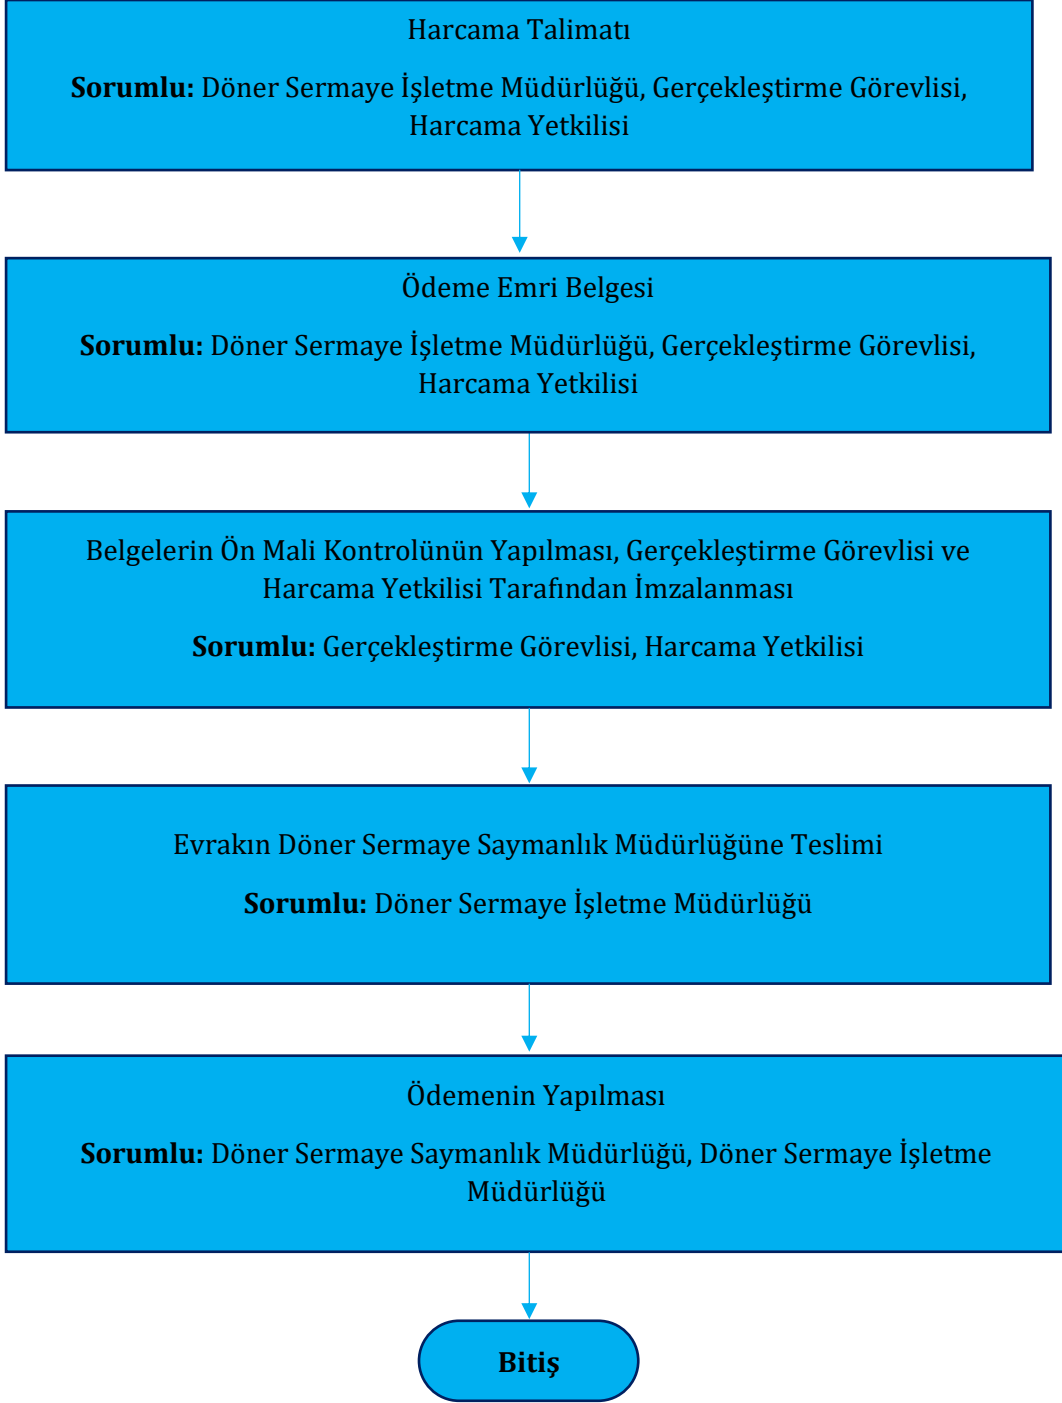 Harcama Talimatı
Sorumlu: Döner Sermaye İşletme Müdürlüğü, Gerçekleştirme Görevlisi,
Harcama Yetkilisi
Ödeme Emri Belgesi
Sorumlu: Döner Sermaye İşletme Müdürlüğü, Gerçekleştirme Görevlisi,
Harcama Yetkilisi
Belgelerin Ön Mali Kontrolünün Yapılması, Gerçekleştirme Görevlisi ve
Harcama Yetkilisi Tarafından İmzalanması
Sorumlu: Gerçekleştirme Görevlisi, Harcama Yetkilisi
Evrakın Döner Sermaye Saymanlık Müdürlüğüne Teslimi
Sorumlu: Döner Sermaye İşletme Müdürlüğü
Ödemenin Yapılması
Sorumlu: Döner Sermaye Saymanlık Müdürlüğü, Döner Sermaye İşletme
Müdürlüğü
Bitiş